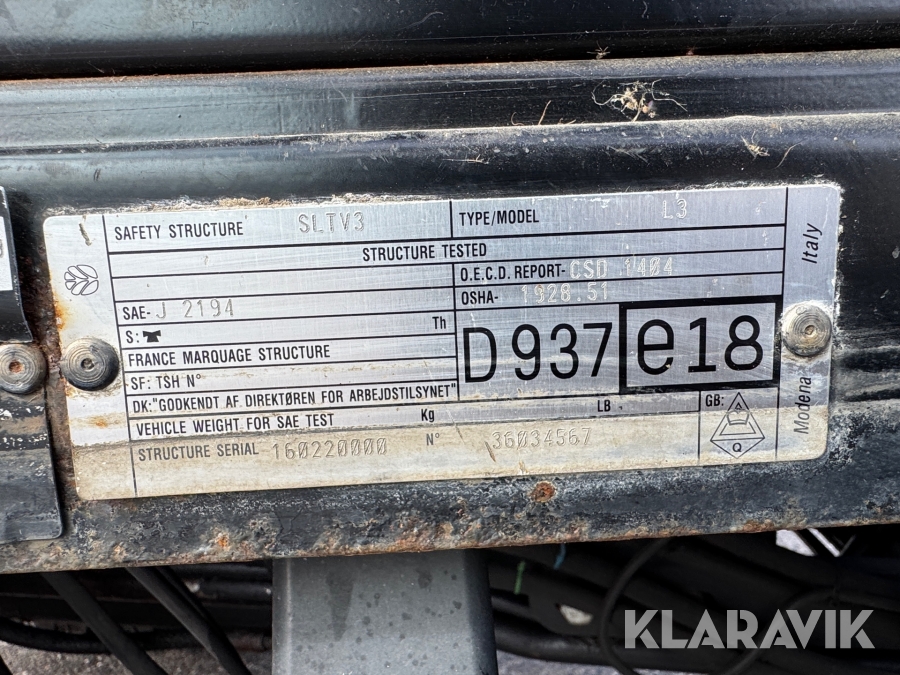 SAFETY STRUCTURE SLTV3 TYPE/MODEL L3
STRUCTURE TESTED
O.E.C.D. REPORT- CSD 1404
SAE- J 2194 OSHA- 1928.51
S: Th
FRANCE MARQUAGE STRUCTURE
SF: TSH N°
D937 e18
DK:"GODKENDT AF. DIREKTØREN FOR ARBEJDSTILSYNET"
VEHICLE WEIGHT FOR SAE TEST Kg LB GB:
STRUCTURE SERIAL 160220000 N° 36034567
Q
Modena Italy
KLARAVIK